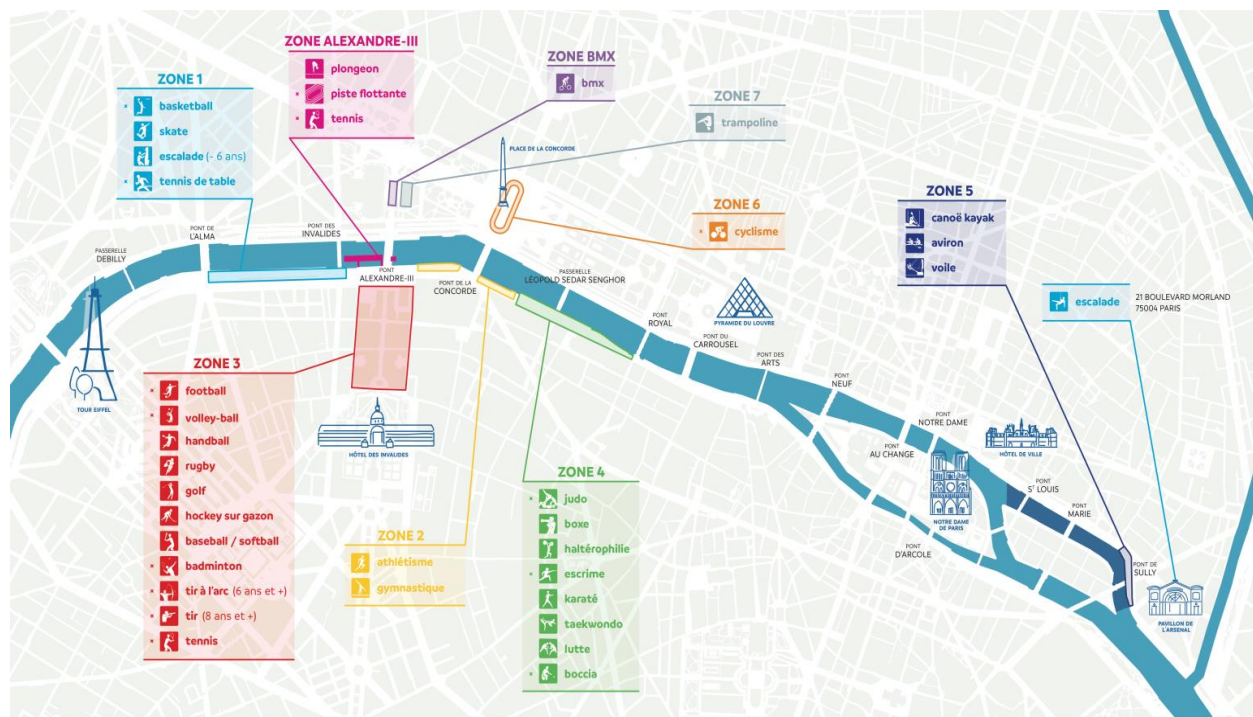 ZONE 1
* basketball
skate
escalade (- 6 ans)
* tennis de table
ZONE ALEXANDRE-III
plongeon
* piste flottante
* tennis
ZONE BMX
bmx
ZONE 7
trampoline
PLACE DE LA CONCORDE
ZONE 6
* cyclisme
ZONE 5
canoë kayak
aviron
voile
escalade
21 BOULEVARD MORLAND
75004 PARIS
PASSERELLE
DEBILLY
PONT DE
L'ALMA
PONT DES
INVALIDES
PONT
ALEXANDRE-III
PONT DE LA
CONCORDE
PASSERELLE
LÉOPOLD SEDAR SENGHOR
PONT
ROYAL
PYRAMIDE DU LOUVRE
PONT DU
CARROUSEL
PONT DES
ARTS
PONT
NEUF
PONT
AU CHANGE
PONT
NOTRE DAME
HÔTEL DE VILLE
NOTRE DAME
DE PARIS
PONT
D'ARCOLE
PONT
ST LOUIS
PONT
MARIE
PONT DE
SULLY
PAVILLON DE
L'ARSENAL
TOUR EIFFEL
HÔTEL DES INVALIDES
ZONE 3
* football
* volley-ball
handball
rugby
golf
hockey sur gazon
baseball / softball
* badminton
* tir à l'arc (6 ans et +)
* tir (8 ans et +)
* tennis
ZONE 2
athlétisme
gymnastique
ZONE 4
* judo
boxe
haltérophilie
* escrime
karaté
taekwondo
lutte
* boccia